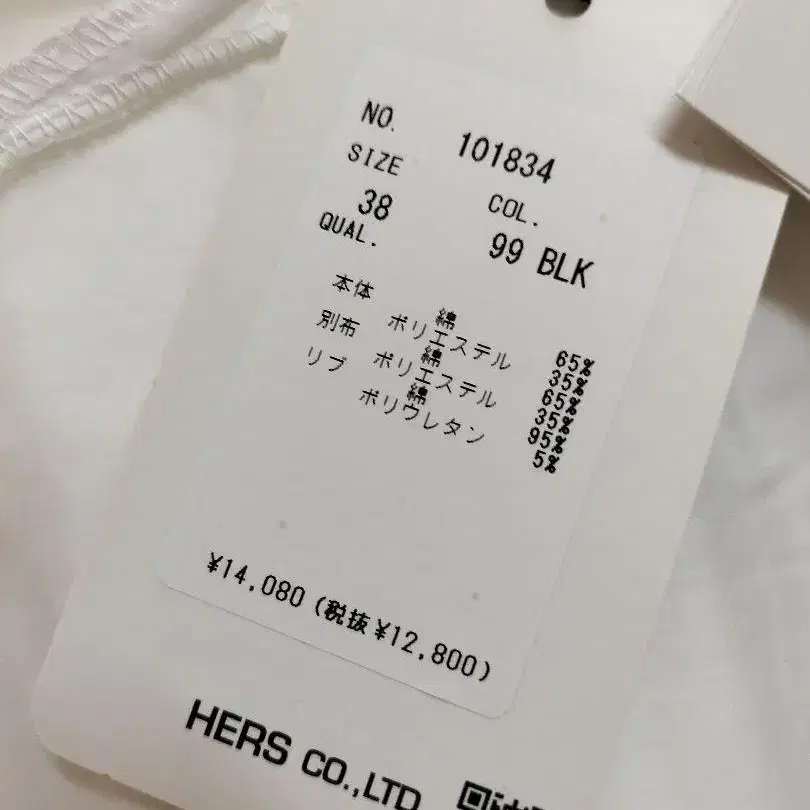 NO. 101834
SIZE COL.
38 99 BLK
QUAL.
本体 綿 65%
ポリエステル 35%
別布 綿 65%
ポリエステル 35%
リブ 綿 95%
ポリウレタン 5%
¥14,080(税抜¥12,800)
HERS CO.,LTD